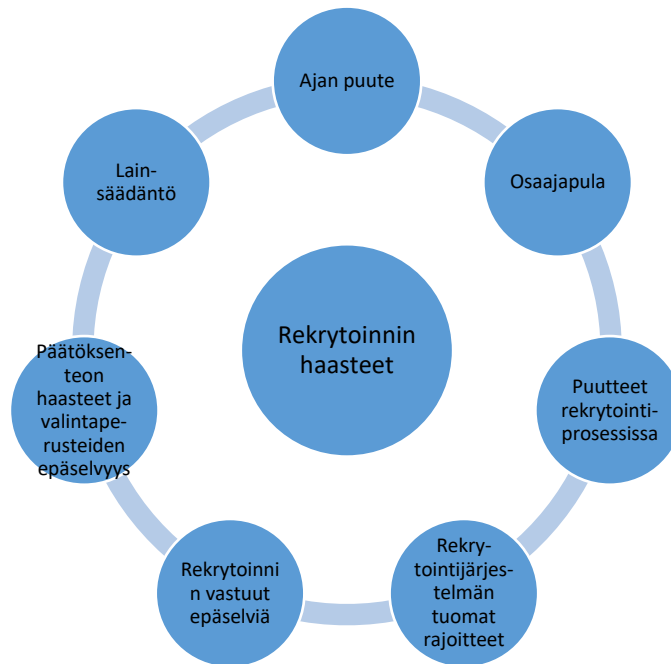 Ajan puute
Osaajapula
Puutteet
rekrytointi-
prosessissa
Rekry-
tointijärjes-
telmän
tuomat
rajoitteet
Rekrytoinni
n vastuut
epäselviä
Päätöksen-
teon
haasteet ja
valintape-
rusteiden
epäselvyys
Lain-
säädäntö
Rekrytoinnin
haasteet